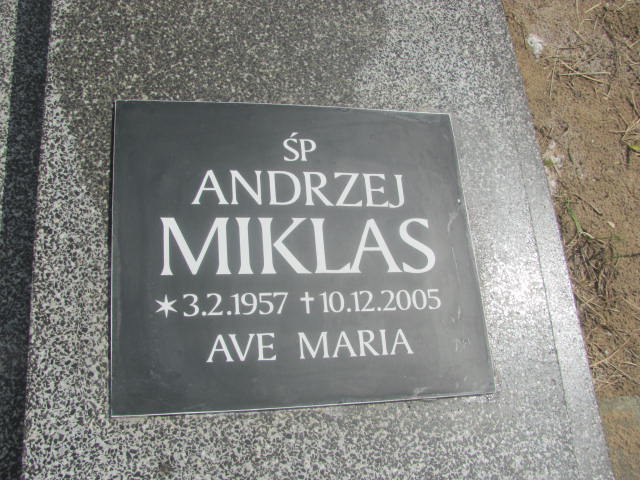 ŚP
ANDRZEJ
MIKLAS
✶ 3.2.1957 † 10.12.2005
AVE MARIA